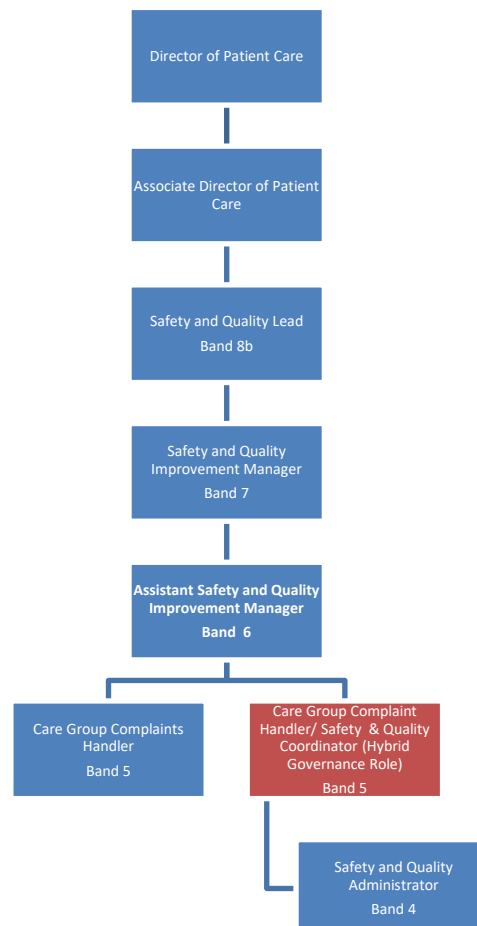 Director of Patient Care
Associate Director of Patient
Care
Safety and Quality Lead
Band 8b
Safety and Quality
Improvement Manager
Band 7
Assistant Safety and Quality
Improvement Manager
Band 6
Care Group Complaints
Handler
Band 5
Care Group Complaint
Handler/ Safety & Quality
Coordinator (Hybrid
Governance Role)
Band 5
Safety and Quality
Administrator
Band 4